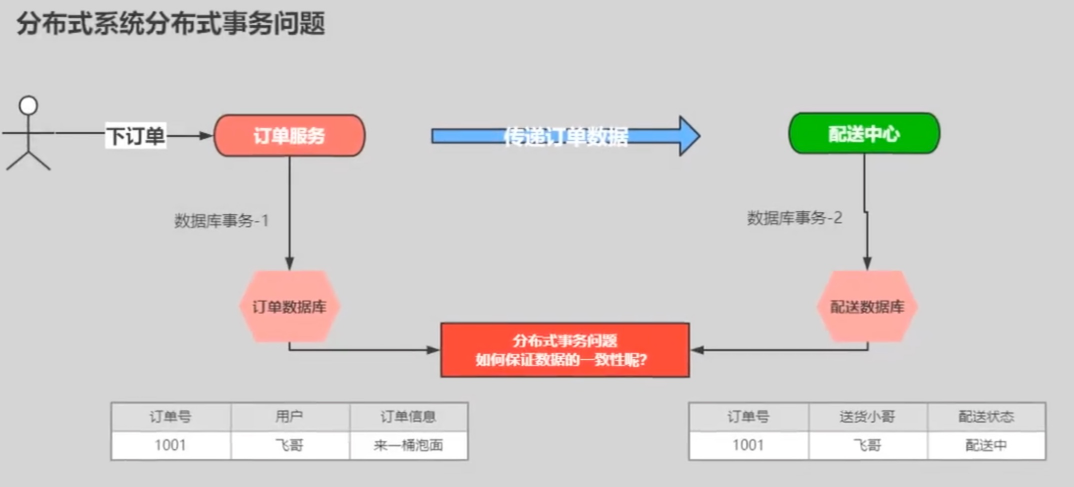 分布式系统分布式事务问题
下订单
订单服务
传递订单数据
配送中心
数据库事务-1
数据库事务-2
订单数据库
配送数据库
分布式事务问题
如何保证数据的一致性呢?
订单号 用户 订单信息
1001 飞哥 来一桶泡面
订单号 送货小哥 配送状态
1001 飞哥 配送中